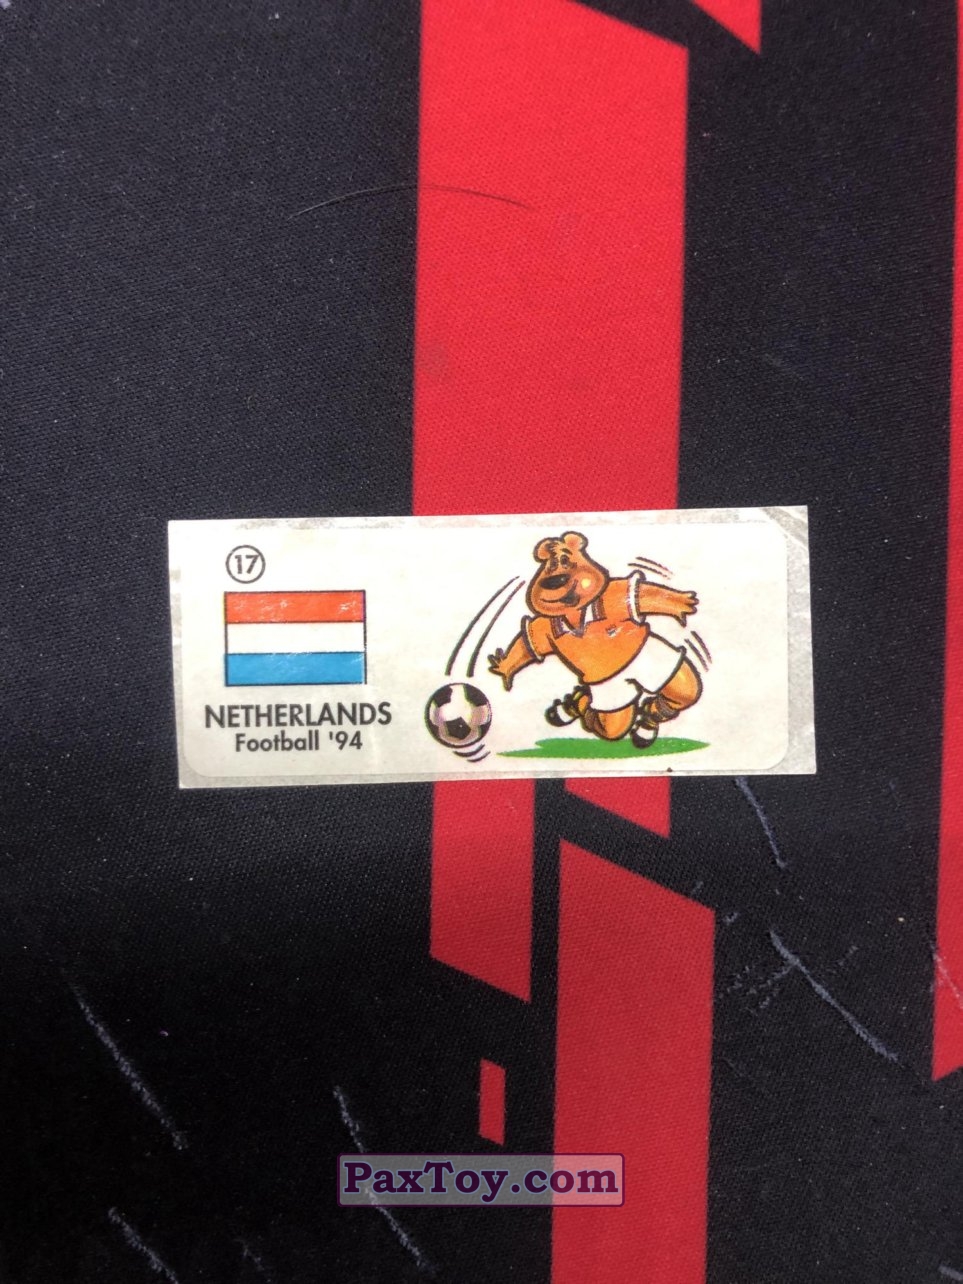 17
NETHERLANDS
Football '94
PaxToy.com